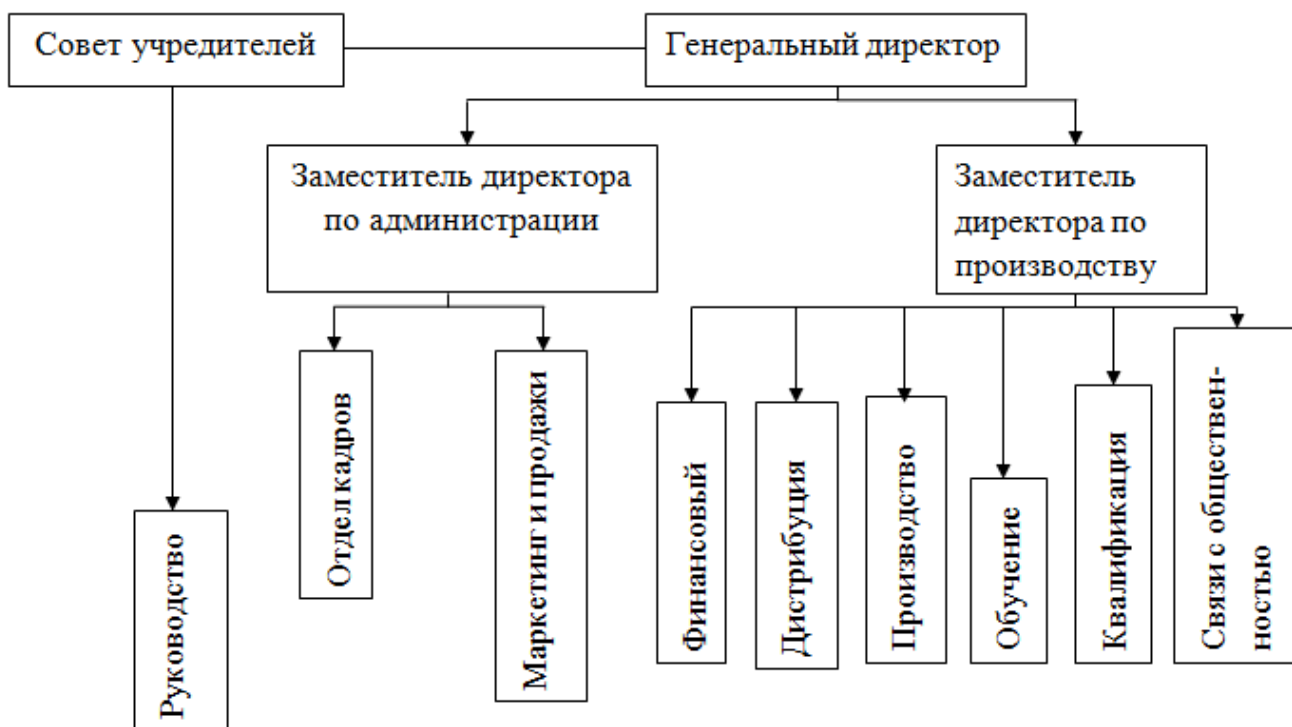 Совет учредителей
Генеральный директор
Заместитель директора
по администрации
Заместитель
директора по
производству
Руководство
Отдел кадров
Маркетинг и продажи
Финансовый
Дистрибуция
Производство
Обучение
Квалификация
Связи с обществен-
ностью